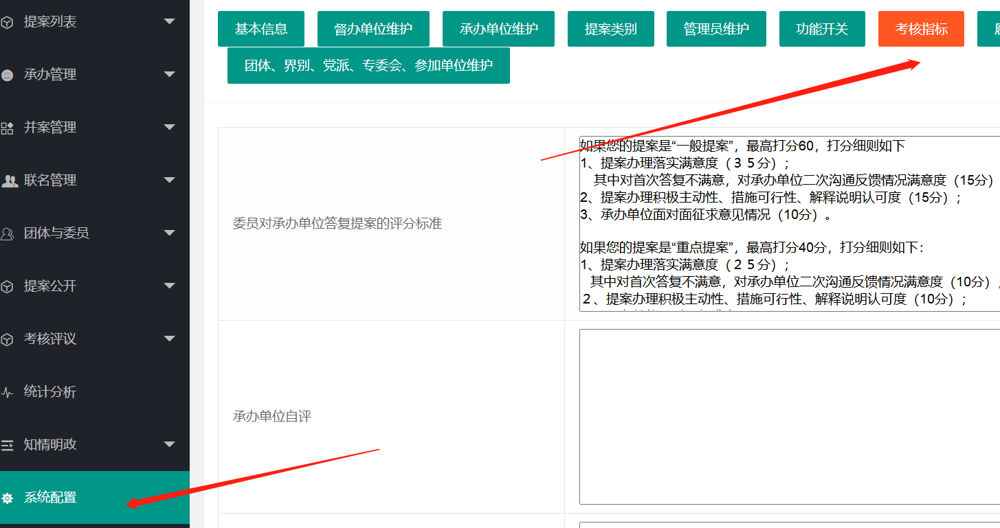 提案列表
承办管理
并案管理
联名管理
团体与委员
提案公开
考核评议
统计分析
知情明政
系统配置
基本信息
督办单位维护
承办单位维护
提案类别
管理员维护
功能开关
考核指标
团体、界别、党派、专委会、参加单位维护
委员对承办单位答复提案的评分标准
如果您的提案是“一般提案”，最高打分60，打分细则如下
1、提案办理落实满意度（３５分）；
其中对首次答复不满意，对承办单位二次沟通反馈情况满意度（15分）
2、提案办理积极主动性、措施可行性、解释说明认可度（15分）；
3、承办单位面对面征求意见情况（10分）。
如果您的提案是“重点提案”，最高打分40分，打分细则如下：
1、提案办理落实满意度（２５分）；
其中对首次答复不满意，对承办单位二次沟通反馈情况满意度（10分）；
２、提案办理积极主动性、措施可行性、解释说明认可度（10分）；
承办单位自评